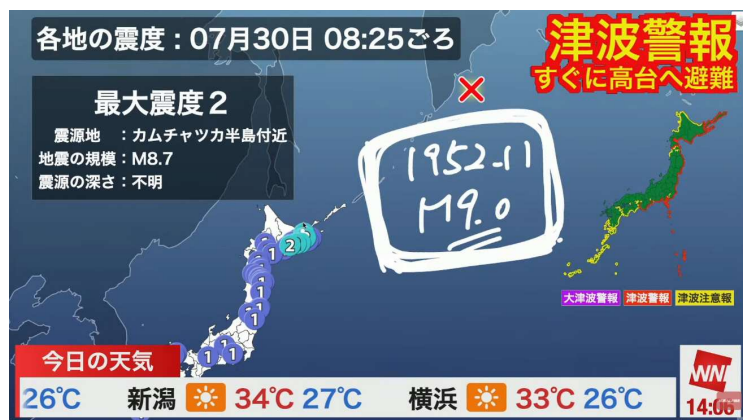 各地の震度：07月30日 08:25ごろ
津波警報
すぐに高台へ避難
最大震度２
震源地　：カムチャツカ半島付近
地震の規模：M8.7
震源の深さ：不明
1952.11
M9.0
2
1
1
1
1
1
1
1
大津波警報 津波警報 津波注意報
今日の天気
26℃ 新潟 34℃ 27℃ 横浜 33℃ 26℃
WN
14:06